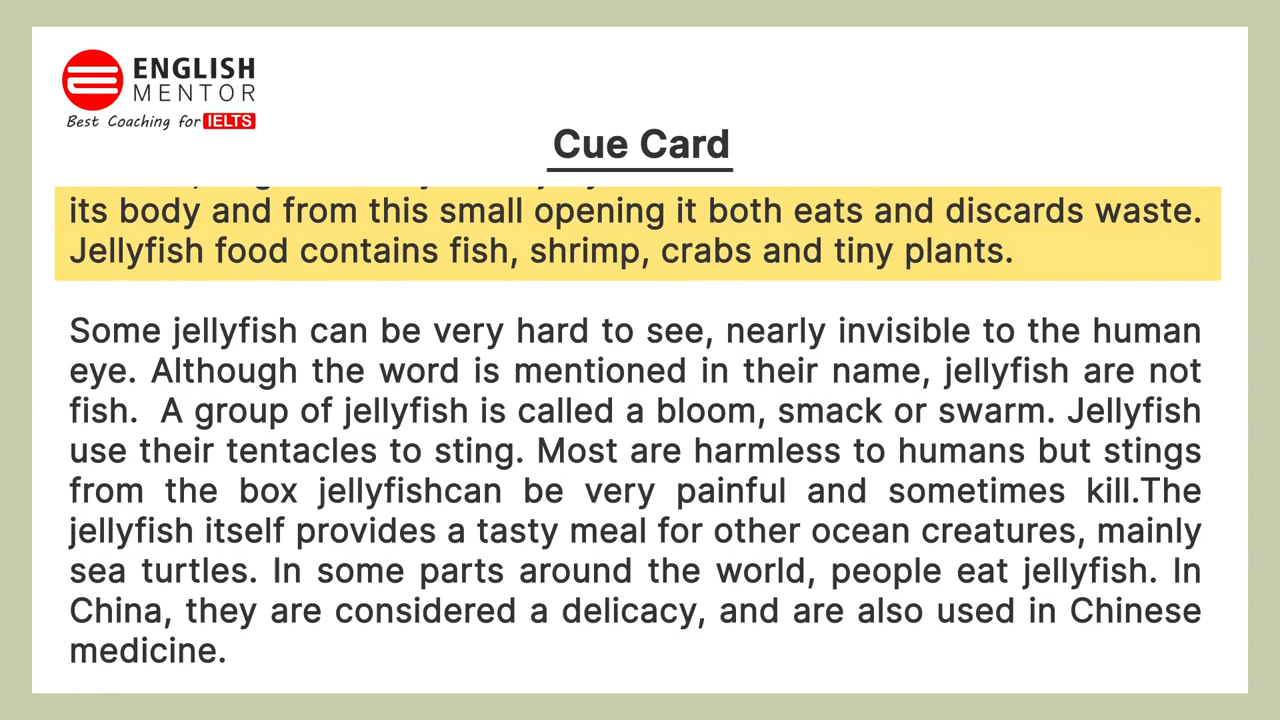 ENGLISH
MENTOR
Best Coaching for IELTS
Cue Card
its body and from this small opening it both eats and discards waste.
Jellyfish food contains fish, shrimp, crabs and tiny plants.
Some jellyfish can be very hard to see, nearly invisible to the human
eye. Although the word is mentioned in their name, jellyfish are not
fish.  A group of jellyfish is called a bloom, smack or swarm. Jellyfish
use their tentacles to sting. Most are harmless to humans but stings
from the box jellyfishcan be very painful and sometimes kill.The
jellyfish itself provides a tasty meal for other ocean creatures, mainly
sea turtles. In some parts around the world, people eat jellyfish. In
China, they are considered a delicacy, and are also used in Chinese
medicine.